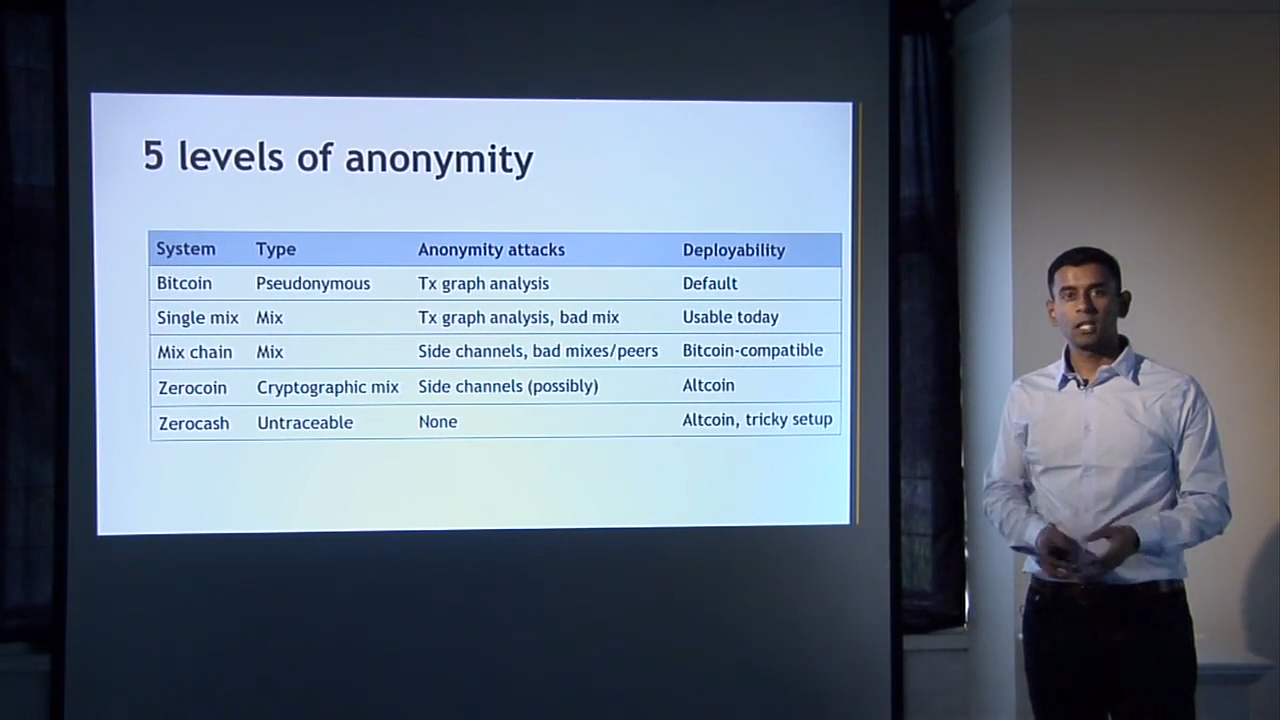 5 levels of anonymity
System Type Anonymity attacks Deployability
Bitcoin Pseudonymous Tx graph analysis Default
Single mix Mix Tx graph analysis, bad mix Usable today
Mix chain Mix Side channels, bad mixes/peers Bitcoin-compatible
Zerocoin Cryptographic mix Side channels (possibly) Altcoin
Zerocash Untraceable None Altcoin, tricky setup